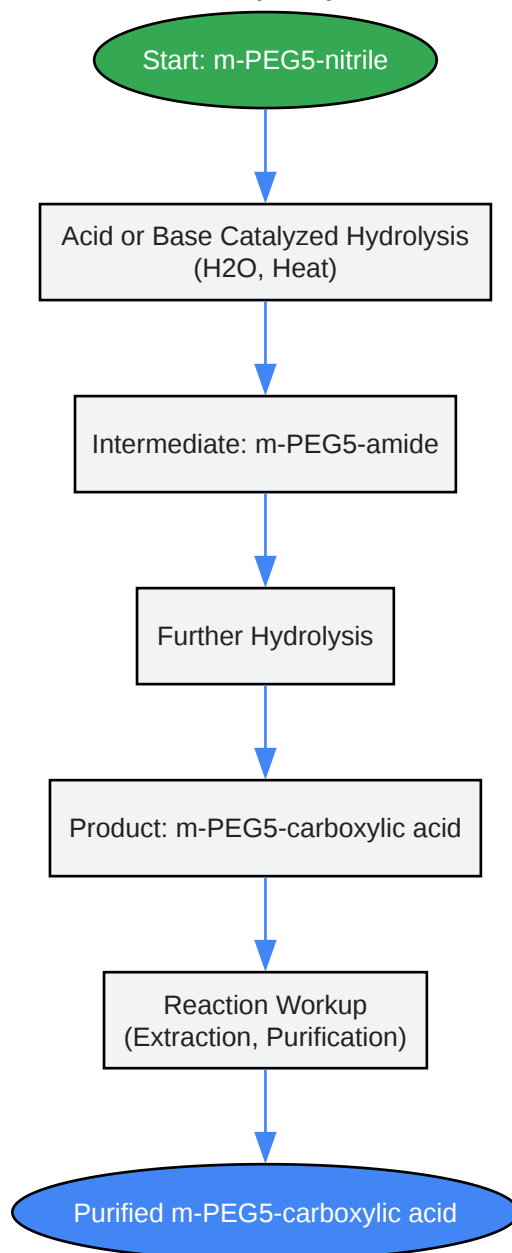 Start: m-PEG5-nitrile
Acid or Base Catalyzed Hydrolysis
(H2O, Heat)
Intermediate: m-PEG5-amide
Further Hydrolysis
Product: m-PEG5-carboxylic acid
Reaction Workup
(Extraction, Purification)
Purified m-PEG5-carboxylic acid